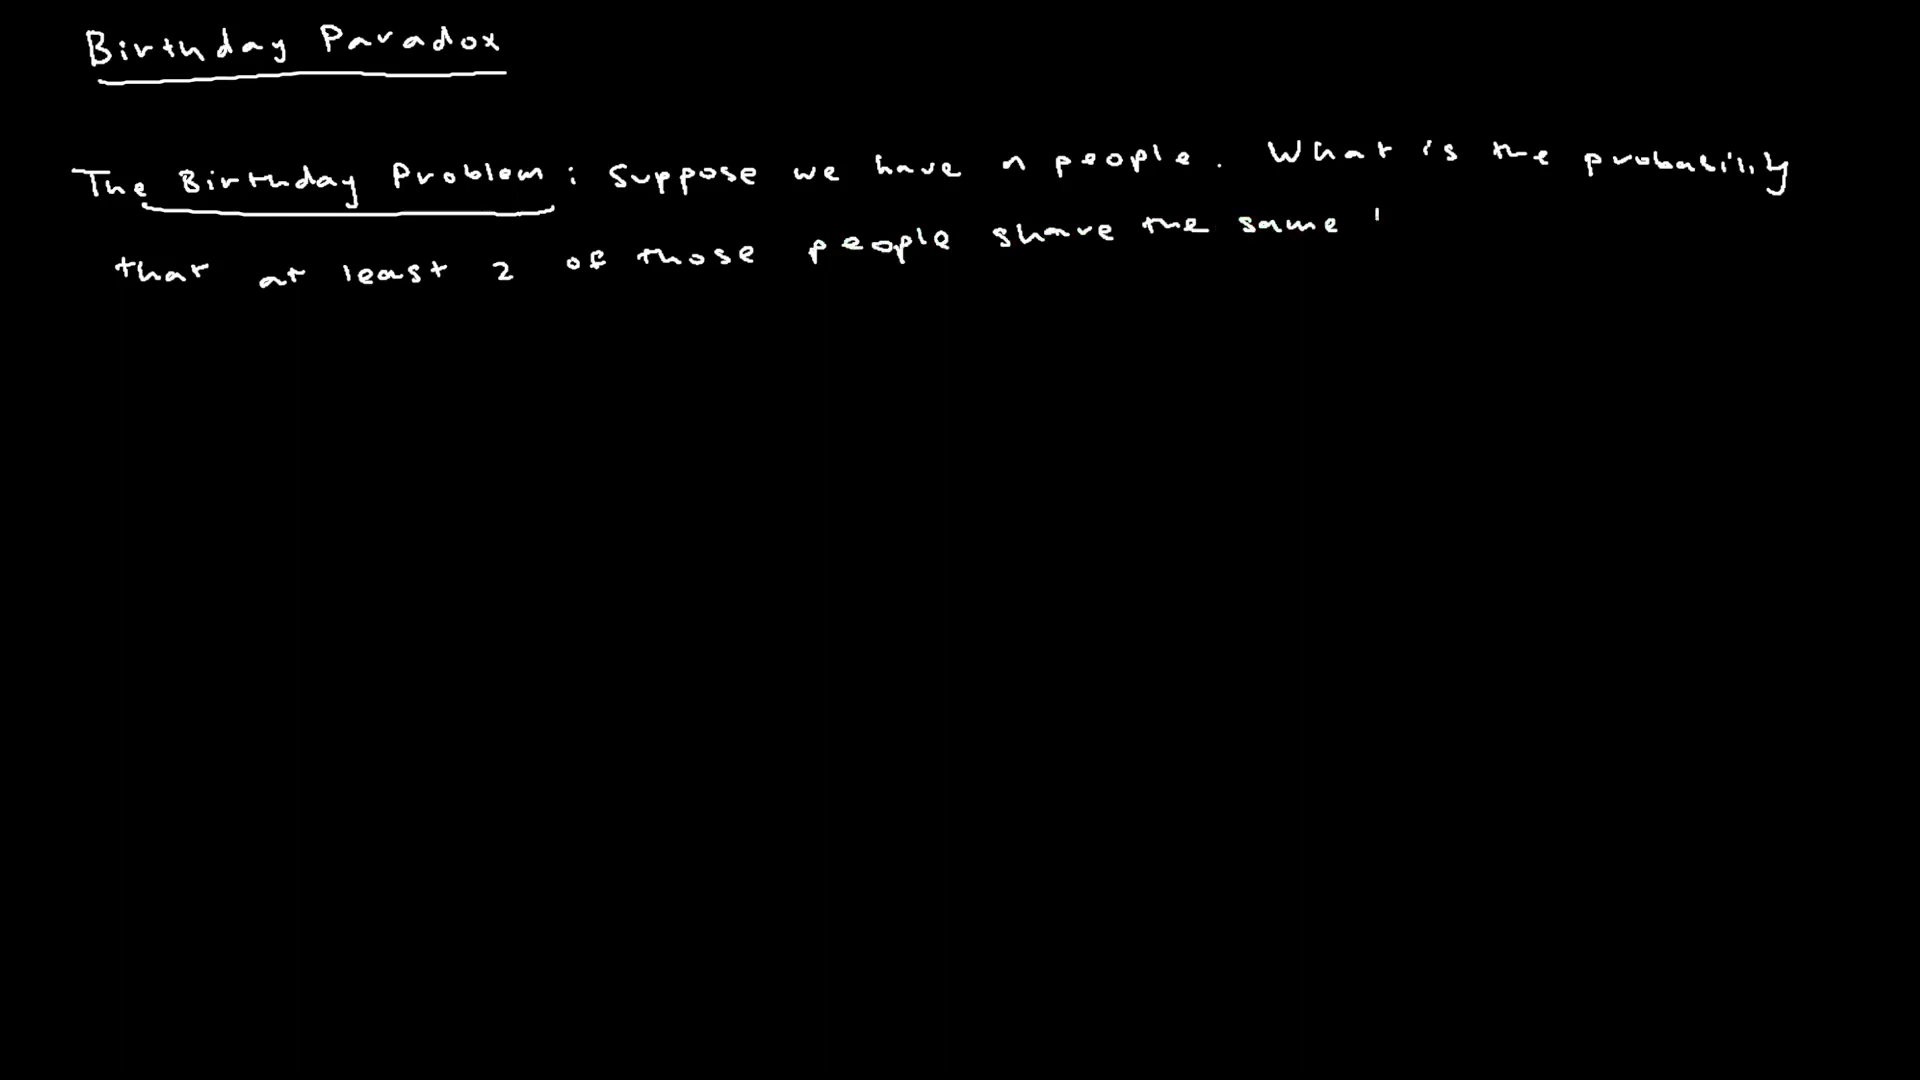 Birthday Paradox
The Birthday Problem : Suppose we have n people. What is the probability
that at least 2 of those people share the same